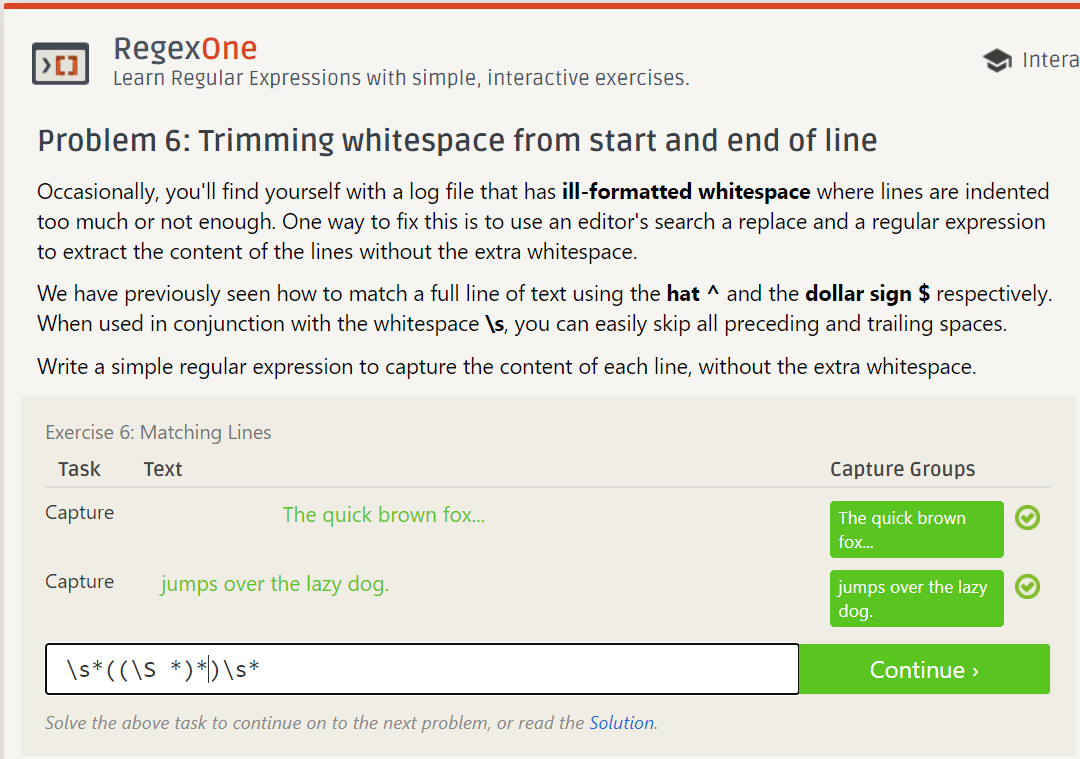 RegexOne
Learn Regular Expressions with simple, interactive exercises.
Intera
Problem 6: Trimming whitespace from start and end of line
Occasionally, you'll find yourself with a log file that has ill-formatted whitespace where lines are indented
too much or not enough. One way to fix this is to use an editor's search a replace and a regular expression
to extract the content of the lines without the extra whitespace.
We have previously seen how to match a full line of text using the hat ^ and the dollar sign $ respectively.
When used in conjunction with the whitespace \s, you can easily skip all preceding and trailing spaces.
Write a simple regular expression to capture the content of each line, without the extra whitespace.
Exercise 6: Matching Lines
Task Text Capture Groups
Capture The quick brown fox... The quick brown
fox...
Capture jumps over the lazy dog. jumps over the lazy
dog.
\s*((\S *)*)\s* Continue ›
Solve the above task to continue on to the next problem, or read the Solution.